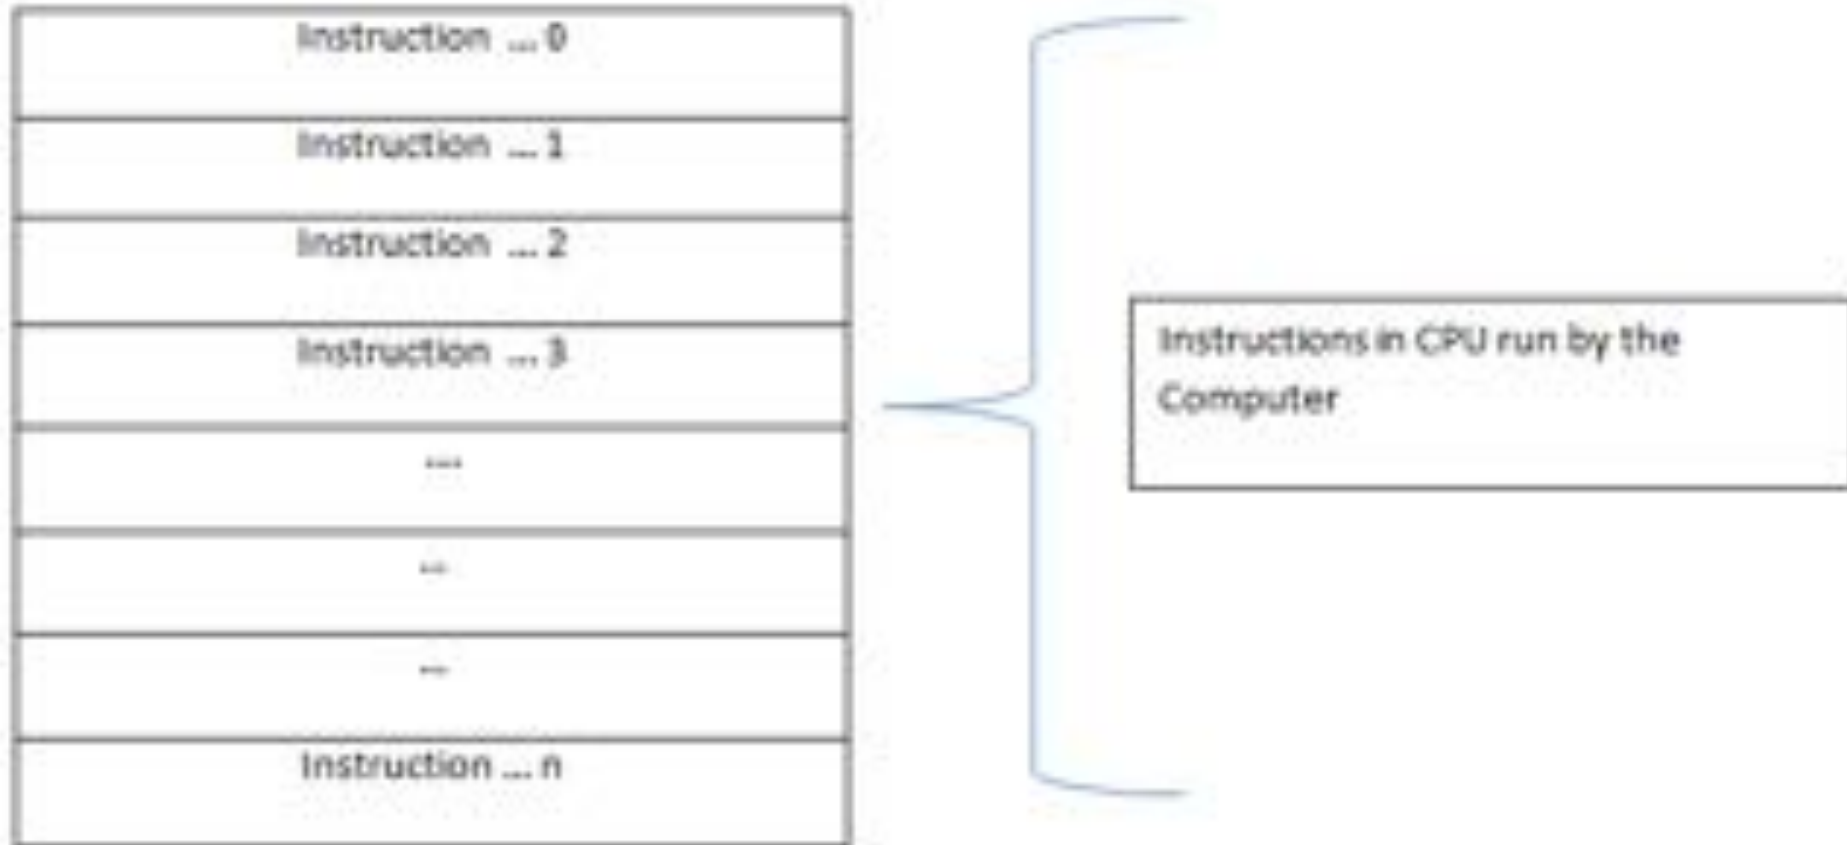 Instruction ... 0
Instruction ... 1
Instruction ... 2
Instruction ... 3
...
...
...
Instruction ... n
Instructions in CPU run by the
Computer